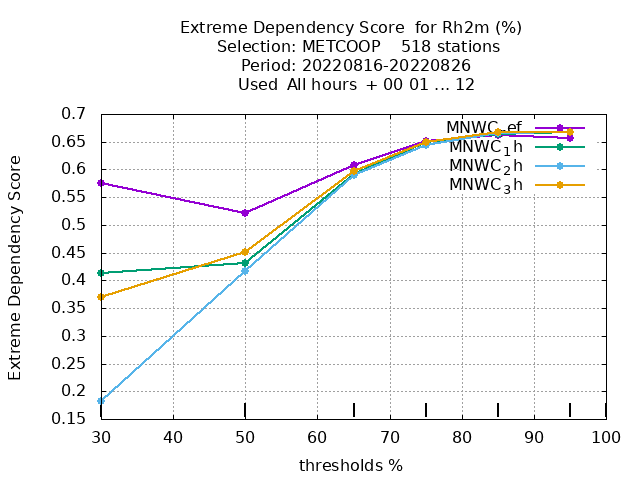 Extreme Dependency Score  for Rh2m (%)
Selection: METCOOP    518 stations
Period: 20220816-20220826
Used  All hours  + 00 01 ... 12
0.7
0.65
0.6
0.55
0.5
0.45
0.4
0.35
0.3
0.25
0.2
0.15
Extreme Dependency Score
MNWC_ref
MNWC1h
MNWC2h
MNWC3h
30 40 50 60 70 80 90 100
thresholds %